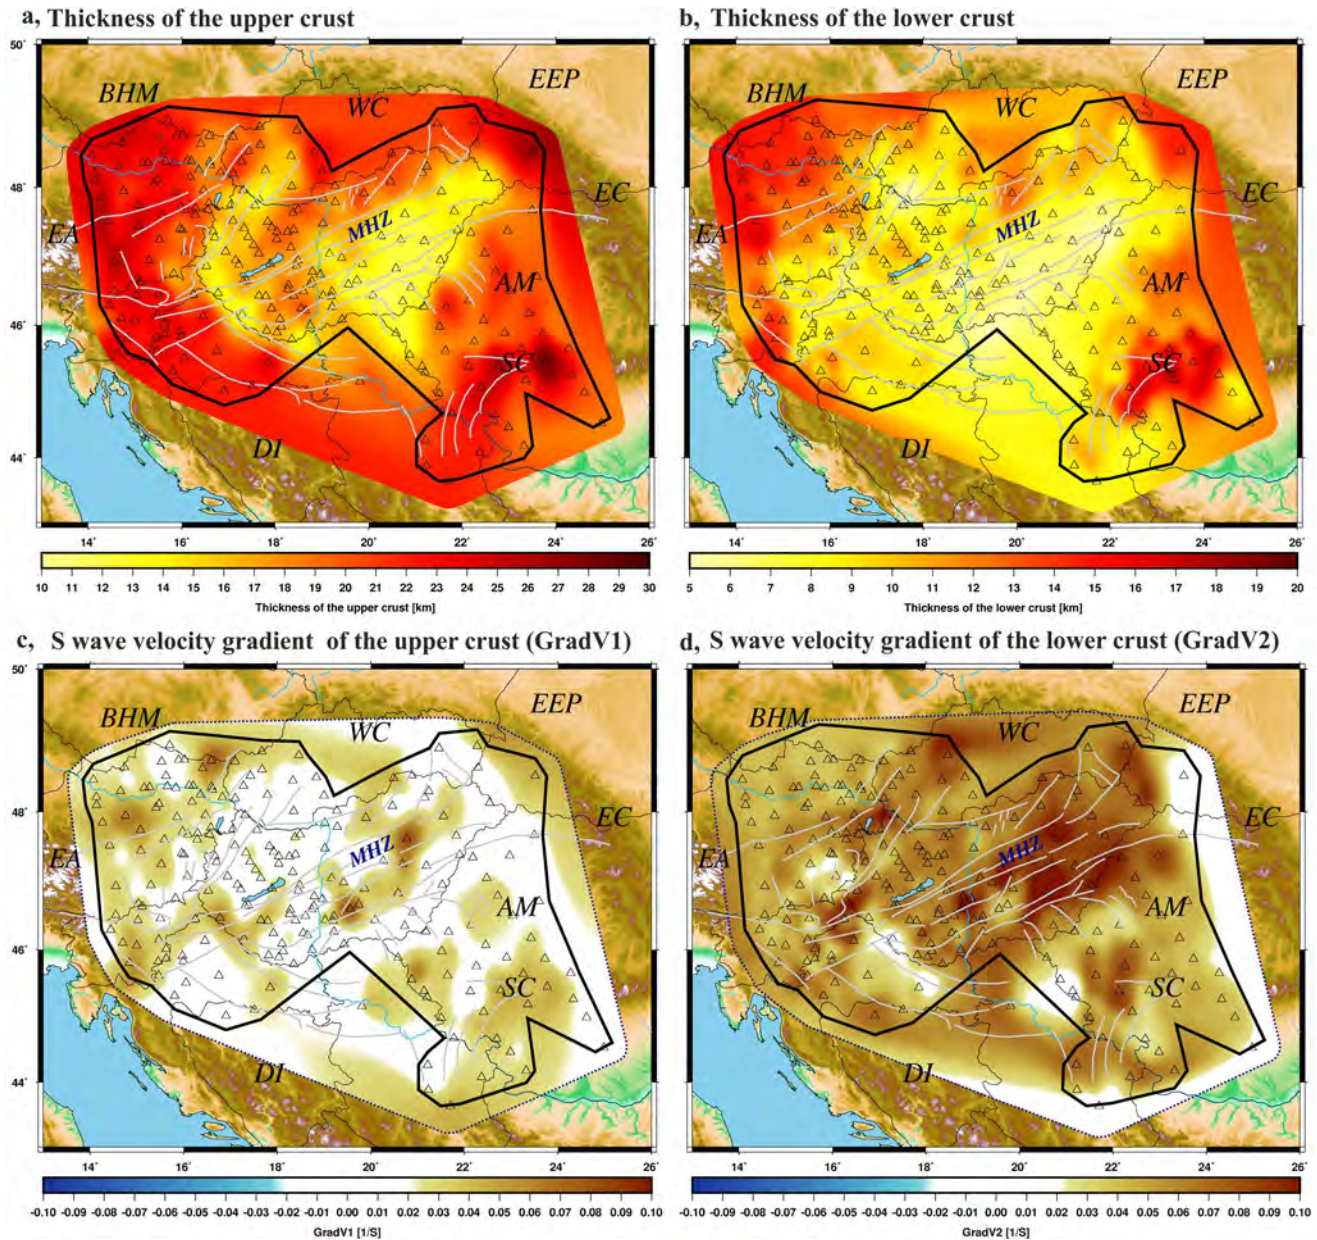 a, Thickness of the upper crust
b, Thickness of the lower crust
50˚
48˚
46˚
44˚
BHM
WC
EEP
EC
EA
MHZ
AM
SC
DI
14˚ 16˚ 18˚ 20˚ 22˚ 24˚ 26˚
10 11 12 13 14 15 16 17 18 19 20 21 22 23 24 25 26 27 28 29 30
Thickness of the upper crust [km]
BHM
WC
EEP
EC
EA
MHZ
AM
SC
DI
14˚ 16˚ 18˚ 20˚ 22˚ 24˚ 26˚
5 6 7 8 9 10 11 12 13 14 15 16 17 18 19 20
Thickness of the lower crust [km]
c, S wave velocity gradient of the upper crust (GradV1)
d, S wave velocity gradient of the lower crust (GradV2)
50˚
48˚
46˚
44˚
BHM
WC
EEP
EC
EA
MHZ
AM
SC
DI
14˚ 16˚ 18˚ 20˚ 22˚ 24˚ 26˚
-0.10 -0.08 -0.07 -0.06 -0.05 -0.04 -0.03 -0.02 -0.01 0.00 0.01 0.02 0.03 0.04 0.05 0.06 0.07 0.08 0.09 0.10
GradV1 [1/S]
BHM
WC
EEP
EC
EA
MHZ
AM
SC
DI
14˚ 16˚ 18˚ 20˚ 22˚ 24˚ 26˚
-0.10 -0.08 -0.07 -0.06 -0.05 -0.04 -0.03 -0.02 -0.01 0.00 0.01 0.02 0.03 0.04 0.05 0.06 0.07 0.08 0.09 0.10
GradV2 [1/S]